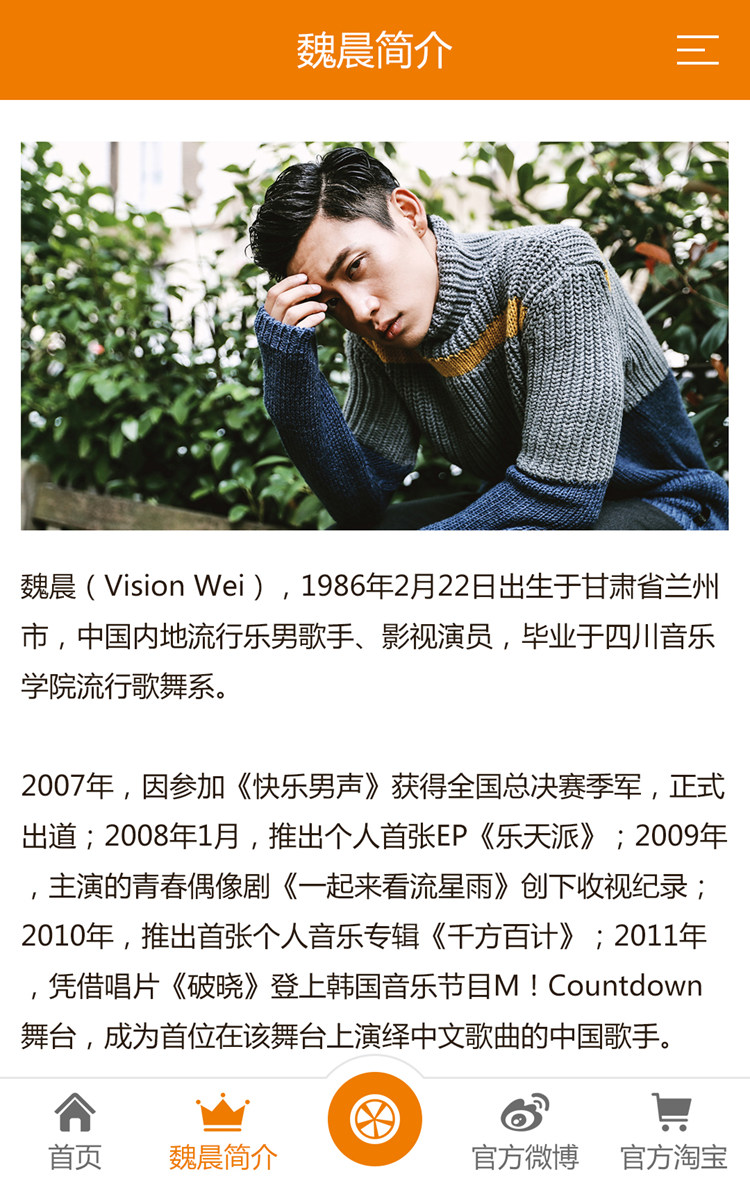 魏晨简介
魏晨（Vision Wei），1986年2月22日出生于甘肃省兰州
市，中国内地流行乐男歌手、影视演员，毕业于四川音乐
学院流行歌舞系。
2007年，因参加《快乐男声》获得全国总决赛季军，正式
出道；2008年1月，推出个人首张EP《乐天派》；2009年
，主演的青春偶像剧《一起来看流星雨》创下收视纪录；
2010年，推出首张个人音乐专辑《千方百计》；2011年
，凭借唱片《破晓》登上韩国音乐节目M！Countdown
舞台，成为首位在该舞台上演绎中文歌曲的中国歌手。
首页
魏晨简介
官方微博
官方淘宝